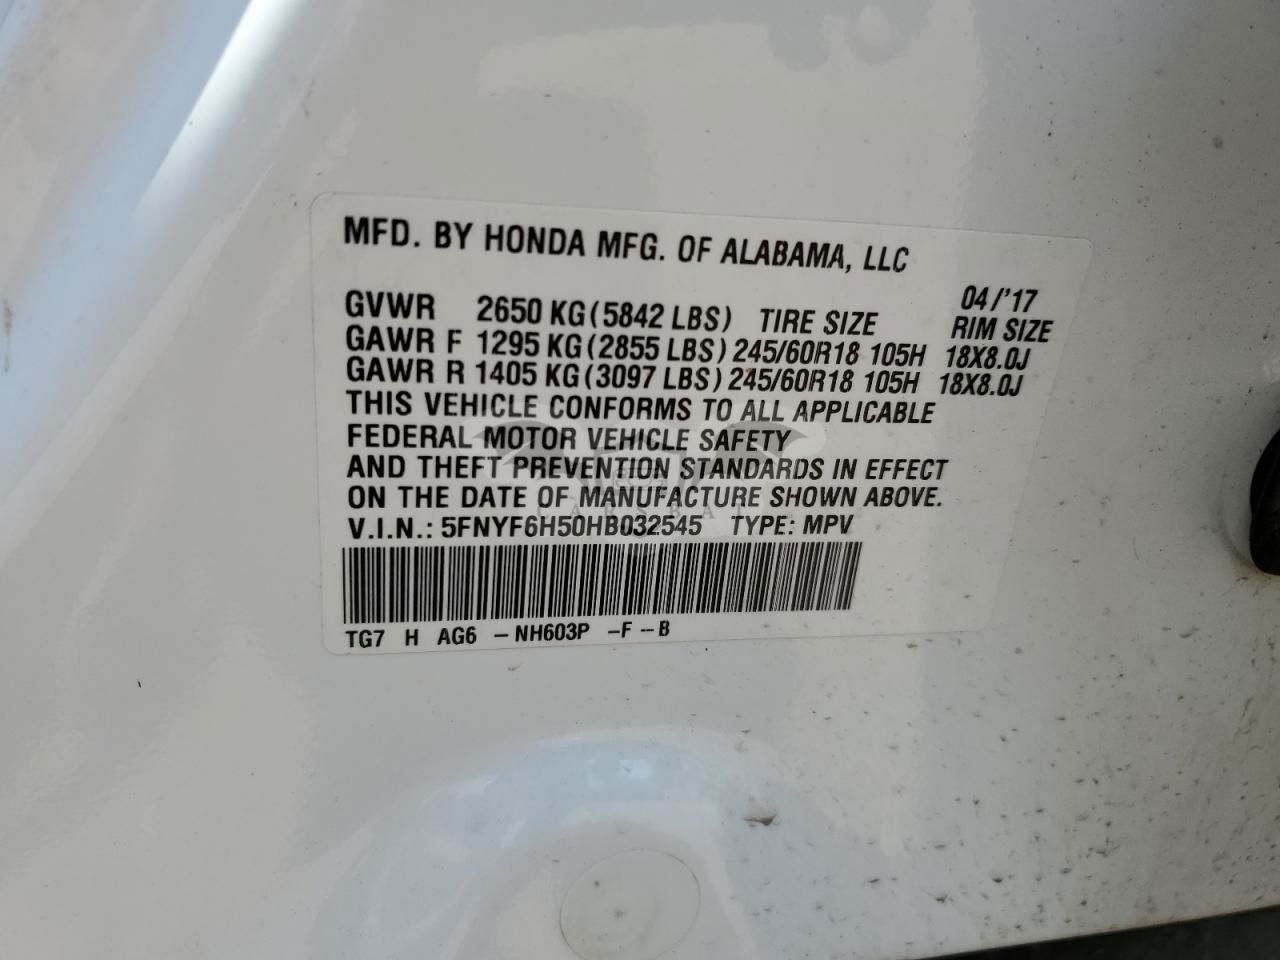 MFD. BY HONDA MFG. OF ALABAMA, LLC
04/'17
GVWR 2650 KG (5842 LBS) TIRE SIZE RIM SIZE
GAWR F 1295 KG (2855 LBS) 245/60R18 105H 18X8.0J
GAWR R 1405 KG (3097 LBS) 245/60R18 105H 18X8.0J
THIS VEHICLE CONFORMS TO ALL APPLICABLE
FEDERAL MOTOR VEHICLE SAFETY
AND THEFT PREVENTION STANDARDS IN EFFECT
ON THE DATE OF MANUFACTURE SHOWN ABOVE.
V.I.N.: 5FNYF6H50HB032545 TYPE: MPV
TG7 H AG6 -NH603P -F--B